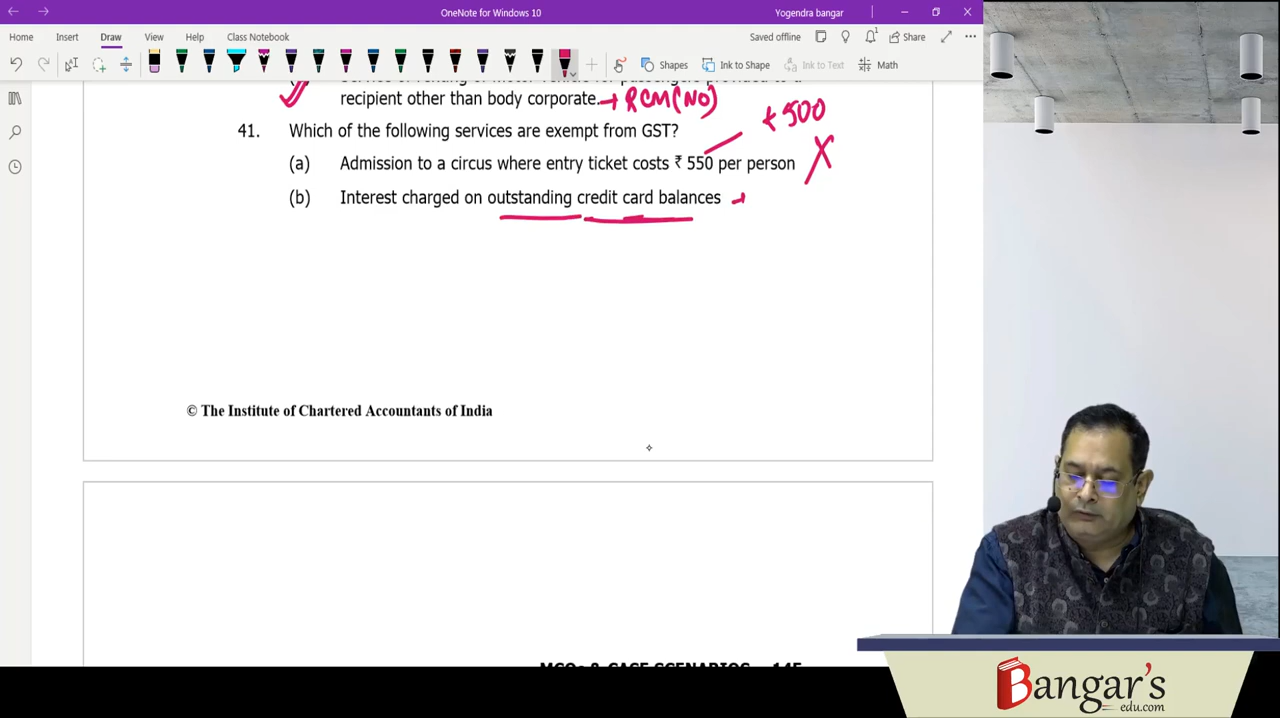 OneNote for Windows 10
Yogendra bangar
Home Insert Draw View Help Class Notebook
Saved offline
Share
Shapes
Ink to Shape
Ink to Text
Math
recipient other than body corporate. → RCM(NO)
+500
41. Which of the following services are exempt from GST?
(a) Admission to a circus where entry ticket costs ₹ 550 per person X
(b) Interest charged on outstanding credit card balances
© The Institute of Chartered Accountants of India
Bangar's
edu.com